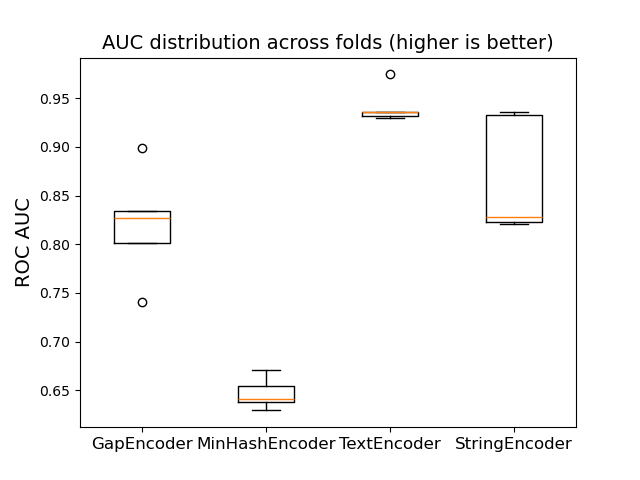 AUC distribution across folds (higher is better)
ROC AUC
0.95
0.90
0.85
0.80
0.75
0.70
0.65
GapEncoder MinHashEncoder TextEncoder StringEncoder